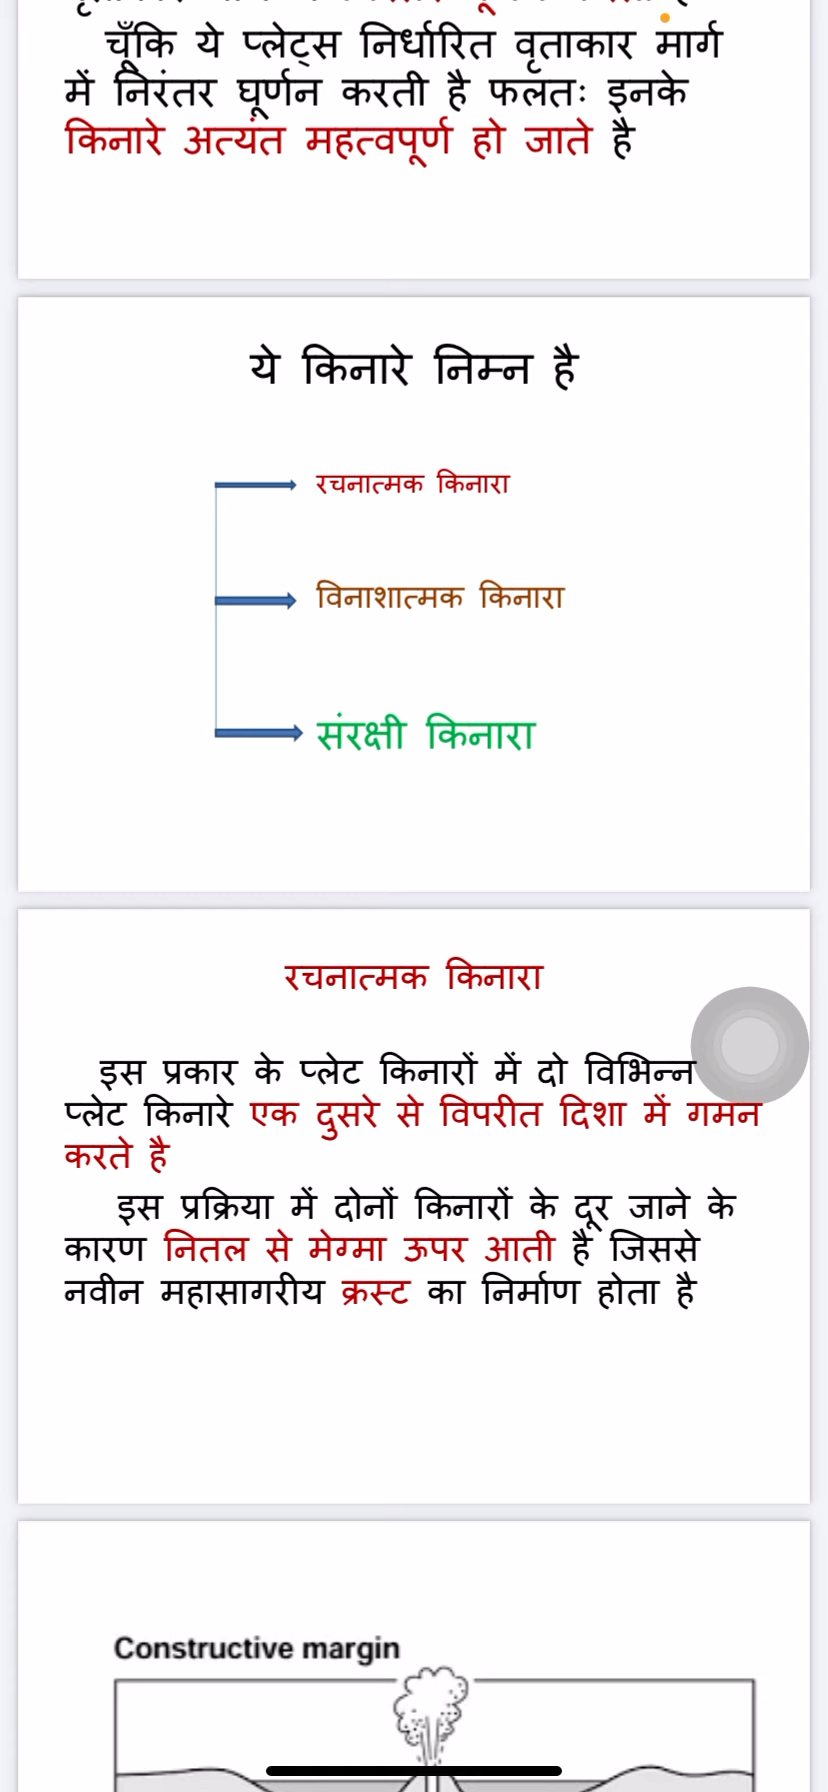 चूँकि ये प्लेट्स निर्धारित वृताकार मार्ग
में निरंतर घूर्णन करती है फलतः इनके
किनारे अत्यंत महत्वपूर्ण हो जाते है
ये किनारे निम्न है
रचनात्मक किनारा
विनाशात्मक किनारा
संरक्षी किनारा
रचनात्मक किनारा
इस प्रकार के प्लेट किनारों में दो विभिन्न
प्लेट किनारे एक दुसरे से विपरीत दिशा में गमन
करते है
इस प्रक्रिया में दोनों किनारों के दूर जाने के
कारण नितल से मेग्मा ऊपर आती है जिससे
नवीन महासागरीय क्रस्ट का निर्माण होता है
Constructive margin